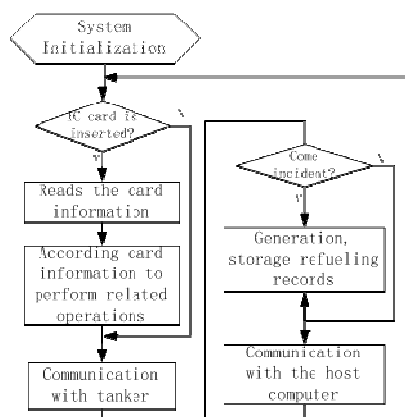 System
Initialization
IC card is
inserted?
N
Y
Reads the card
information
According card
information to
perform related
operations
Communication
with tanker
Come
incident?
N
Y
Generation,
storage refueling
records
Communication
with the host
computer